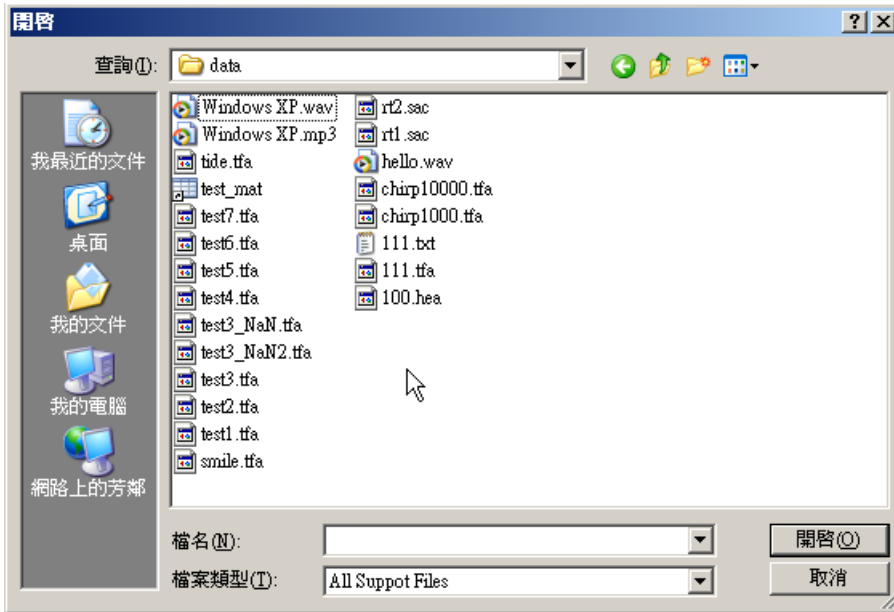 開啓
查詢(I):
data
我最近的文件
桌面
我的文件
我的電腦
網路上的芳鄰
Windows XP.wav
Windows XP.mp3
tide.tfa
test_mat
test7.tfa
test6.tfa
test5.tfa
test4.tfa
test3_NaN.tfa
test3_NaN2.tfa
test3.tfa
test2.tfa
test1.tfa
smile.tfa
rt2.sac
rt1.sac
hello.wav
chirp10000.tfa
chirp1000.tfa
111.txt
111.tfa
100.hea
檔名(N):
開啓(O)
檔案類型(T):
All Suppot Files
取消